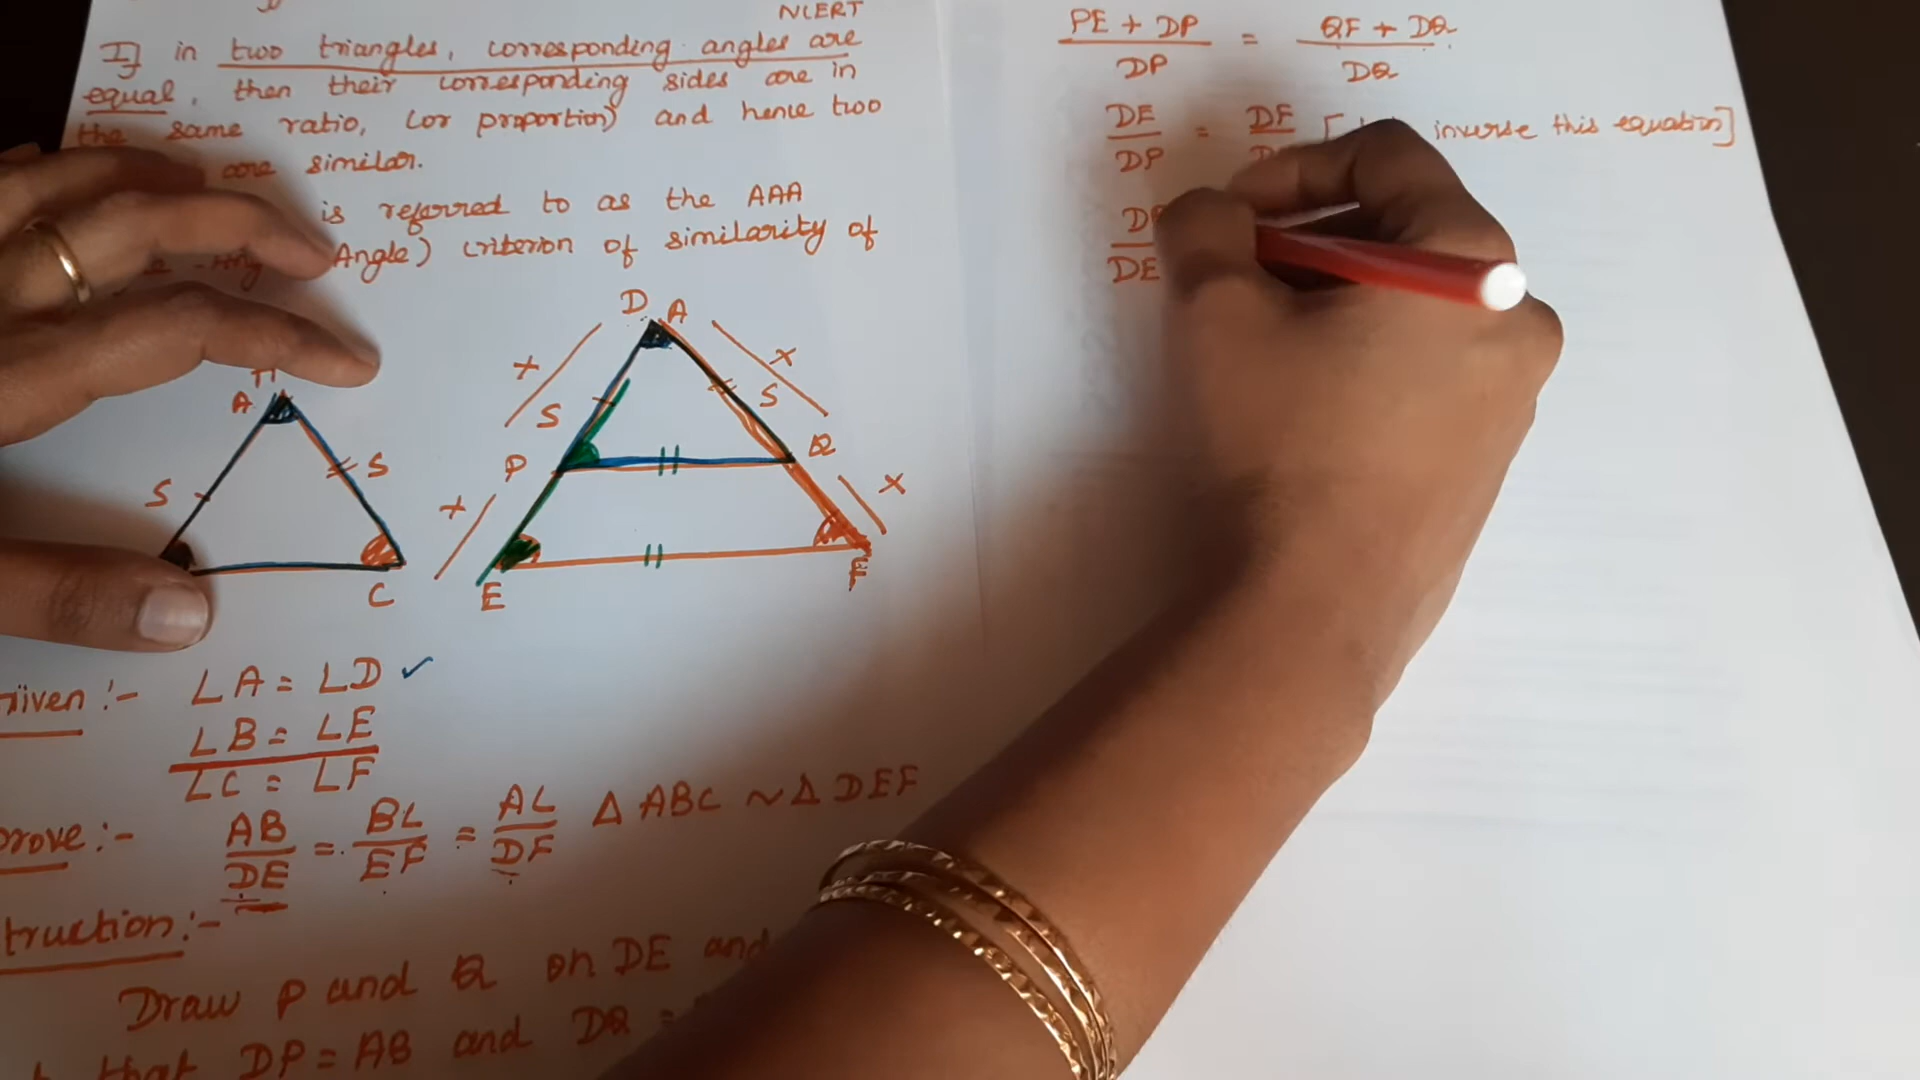 NCERT
If in two triangles, corresponding angles are
equal, then their corresponding sides are in
the same ratio, (or proportion) and hence two
are similar.
is referred to as the AAA
Angle) criterion of similarity of
D A
A
S
S
C
x
x
S
S
P
Q
x
x
E
F
Given :- ∠A = ∠D ✓
∠B = ∠E
∠C = ∠F
prove :- AB/DE = BC/EF = AC/DF Δ ABC ~ Δ DEF
truction :-
Draw P and Q on DE and
that DP = AB and DQ =
PE + DP / DP = QF + DQ / DQ
DE/DP = DF [ inverse this equation]
DE